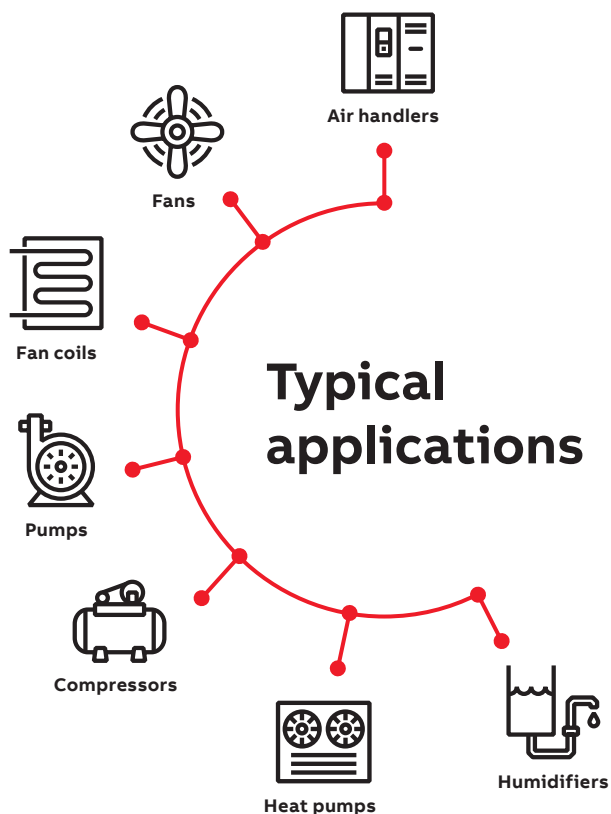 Air handlers
Fans
Fan coils
Typical
applications
Pumps
Compressors
Heat pumps
Humidifiers